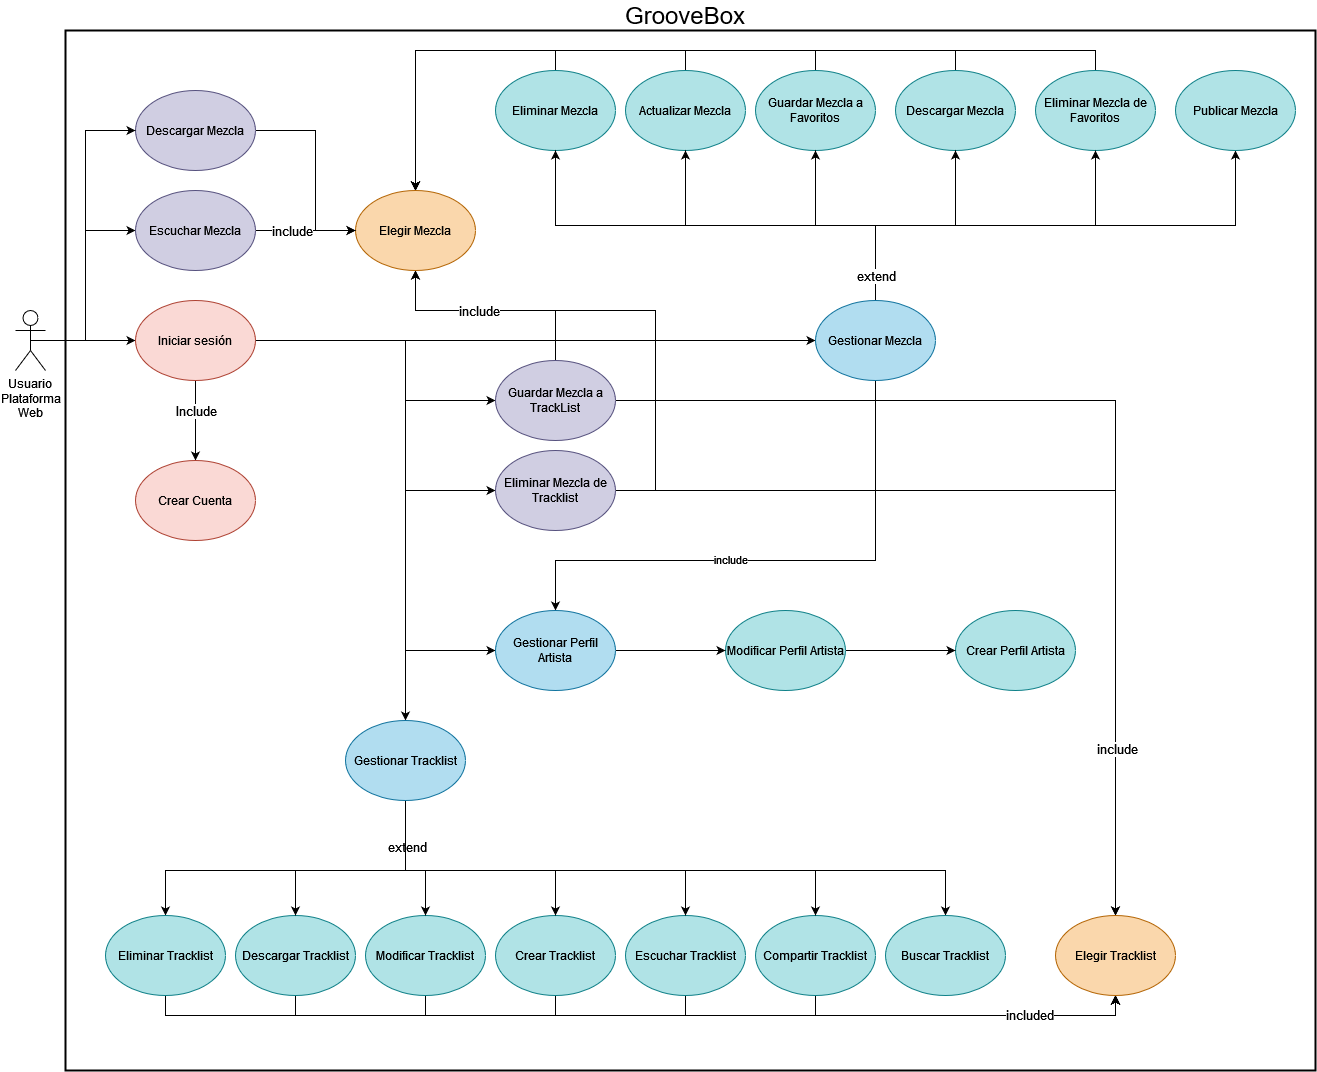 GrooveBox
Eliminar Mezcla
Actualizar Mezcla
Guardar Mezcla a
Favoritos
Descargar Mezcla
Eliminar Mezcla de
Favoritos
Publicar Mezcla
Descargar Mezcla
Escuchar Mezcla
include
Elegir Mezcla
extend
include
Iniciar sesión
Gestionar Mezcla
Usuario
Plataforma
Web
Include
Guardar Mezcla a
TrackList
Crear Cuenta
Eliminar Mezcla de
Tracklist
include
Gestionar Perfil
Artista
Modificar Perfil Artista
Crear Perfil Artista
include
Gestionar Tracklist
extend
Eliminar Tracklist
Descargar Tracklist
Modificar Tracklist
Crear Tracklist
Escuchar Tracklist
Compartir Tracklist
Buscar Tracklist
Elegir Tracklist
included